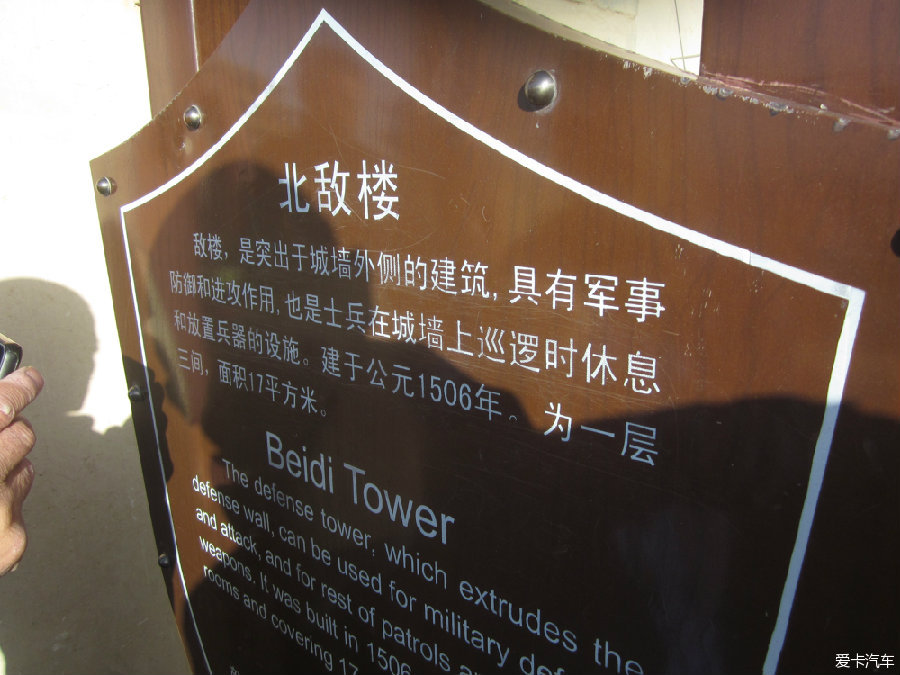 北敌楼
敌楼，是突出于城墙外侧的建筑，具有军事
防御和进攻作用，也是士兵在城墙上巡逻时休息
和放置兵器的设施。建于公元1506年。为一层
三间，面积17平方米。
Beidi Tower
The defense tower, which extrudes the
defense wall, can be used for military
and attack, and for rest of patrols
weapons. It was built in 1506
rooms and covering 17
爱卡汽车